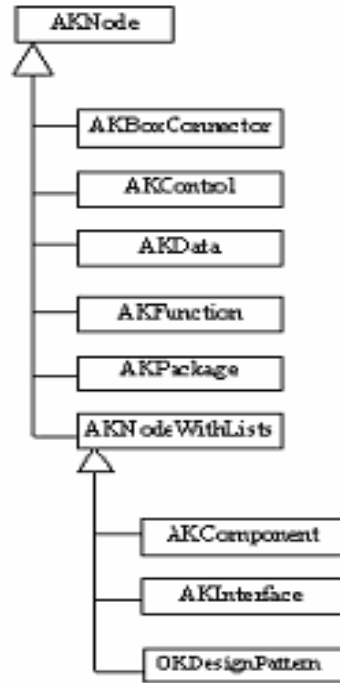 AKNode
AKBoxConnector
AKControl
AKData
AKFunction
AKPackage
AKNodeWithLists
AKComponent
AKInterface
OKDesignPattern